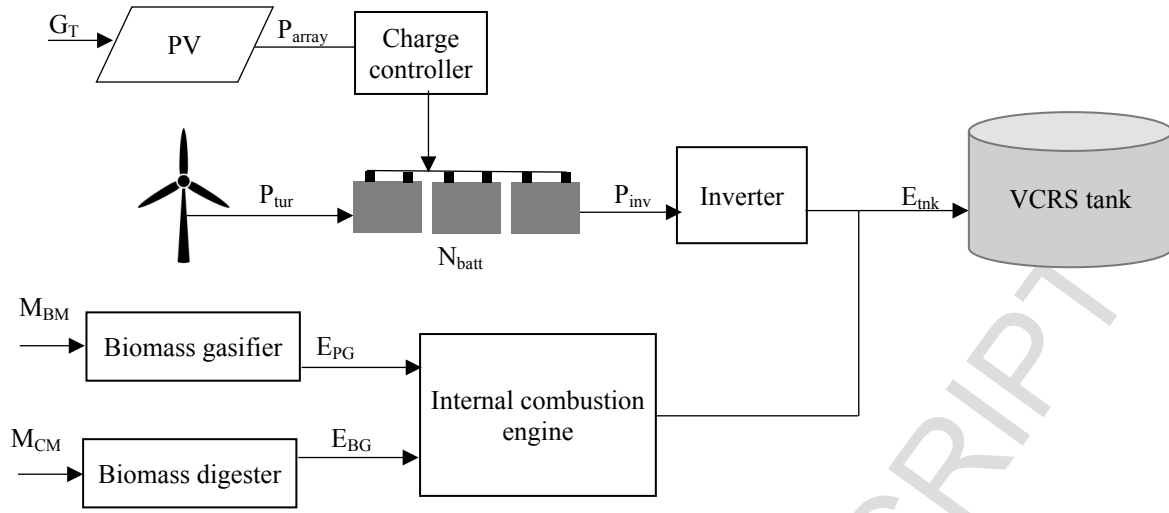 G_T
PV
P_array
Charge
controller
P_tur
N_batt
P_inv
Inverter
E_tnk
VCRS tank
M_BM
Biomass gasifier
E_PG
Internal combustion
engine
M_CM
Biomass digester
E_BG
SCRIPT